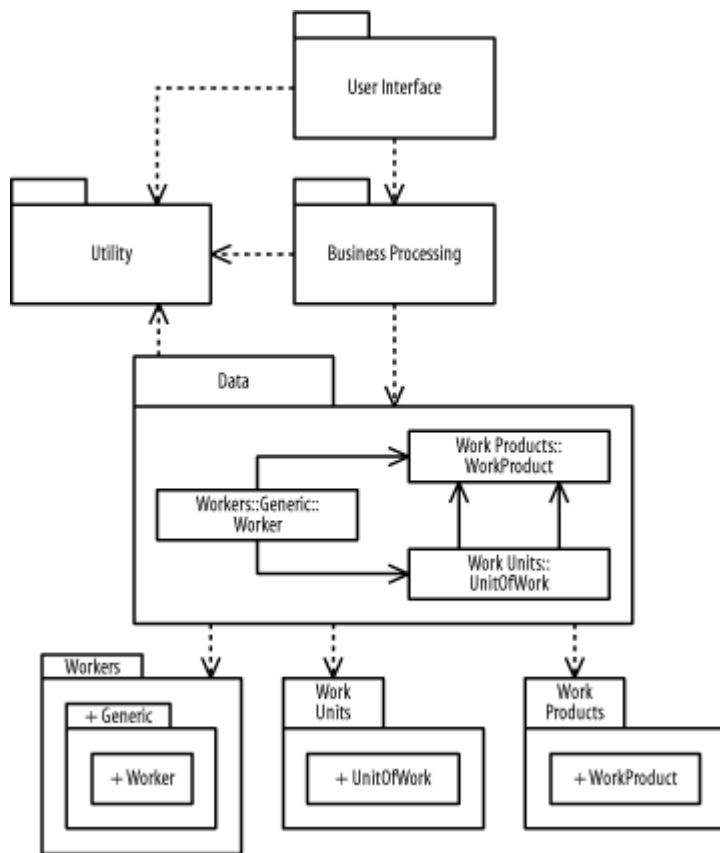 User Interface
Utility
Business Processing
Data
Work Products::
WorkProduct
Workers::Generic::
Worker
Work Units::
UnitOfWork
Workers
+ Generic
+ Worker
Work
Units
+ UnitOfWork
Work
Products
+ WorkProduct